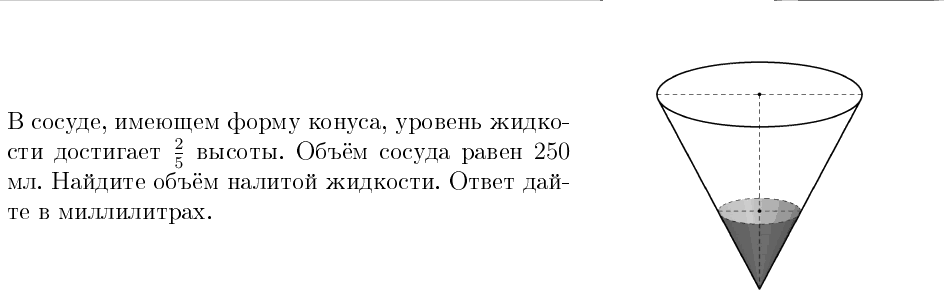 В сосуде, имеющем форму конуса, уровень жидко-
сти достигает 2/5 высоты. Объём сосуда равен 250
мл. Найдите объём налитой жидкости. Ответ дай-
те в миллилитрах.